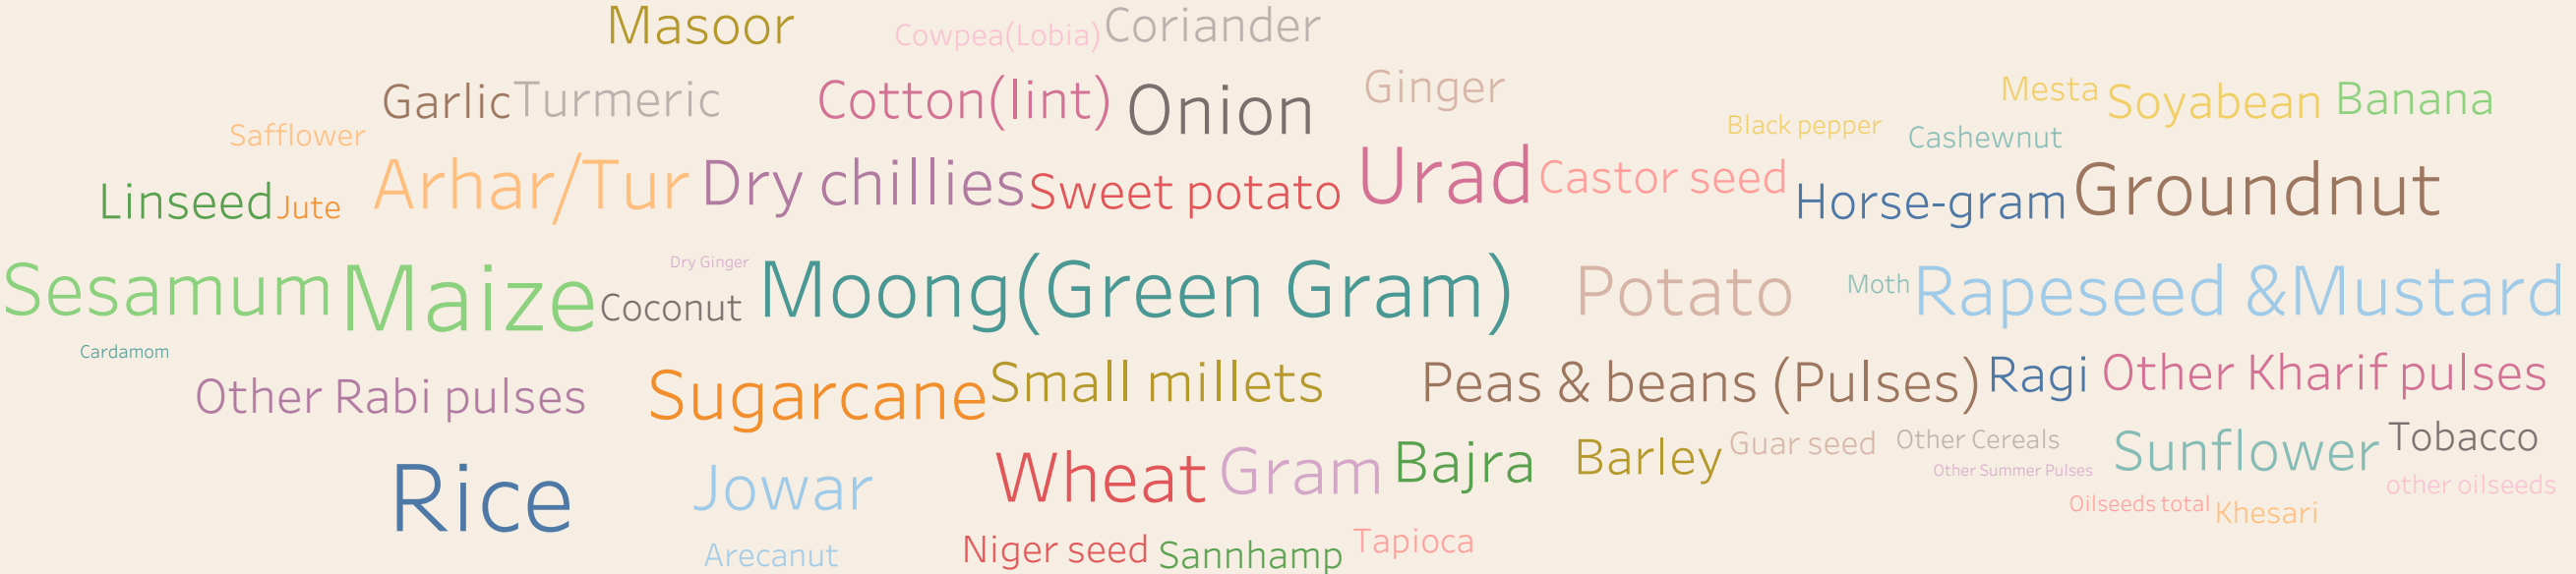 Masoor Cowpea(Lobia) Coriander
Garlic Turmeric Cotton(lint) Onion Ginger Mesta Soyabean Banana
Safflower Black pepper Cashewnut
Linseed Jute Arhar/Tur Dry chillies Sweet potato Urad Castor seed Horse-gram Groundnut
Dry Ginger
Sesamum Maize Coconut Moong(Green Gram) Potato Moth Rapeseed &Mustard
Cardamom
Other Rabi pulses Sugarcane Small millets Peas & beans (Pulses) Ragi Other Kharif pulses
Rice Jowar Wheat Gram Bajra Barley Guar seed Other Cereals Sunflower Tobacco
Other Summer Pulses other oilseeds
Oilseeds total Khesari
Arecanut Niger seed Sannhamp Tapioca